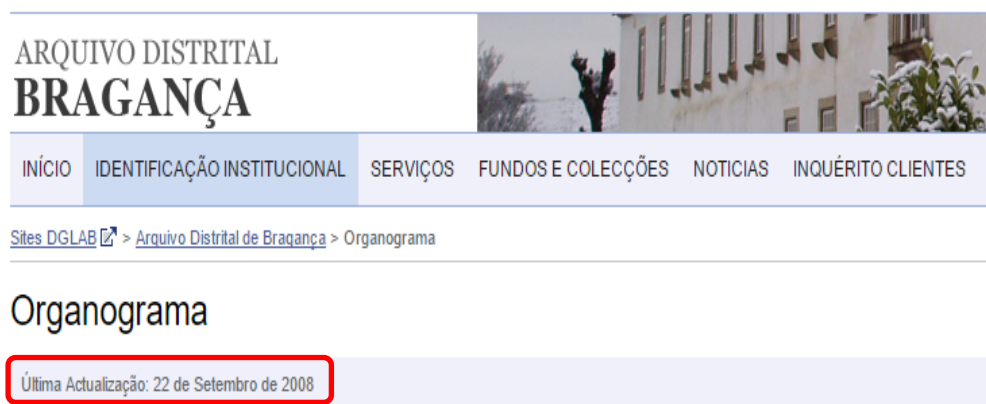 ARQUIVO DISTRITAL
BRAGANÇA
INÍCIO IDENTIFICAÇÃO INSTITUCIONAL SERVIÇOS FUNDOS E COLECÇÕES NOTICIAS INQUÉRITO CLIENTES
Sites DGLAB > Arquivo Distrital de Bragança > Organograma
Organograma
Última Actualização: 22 de Setembro de 2008